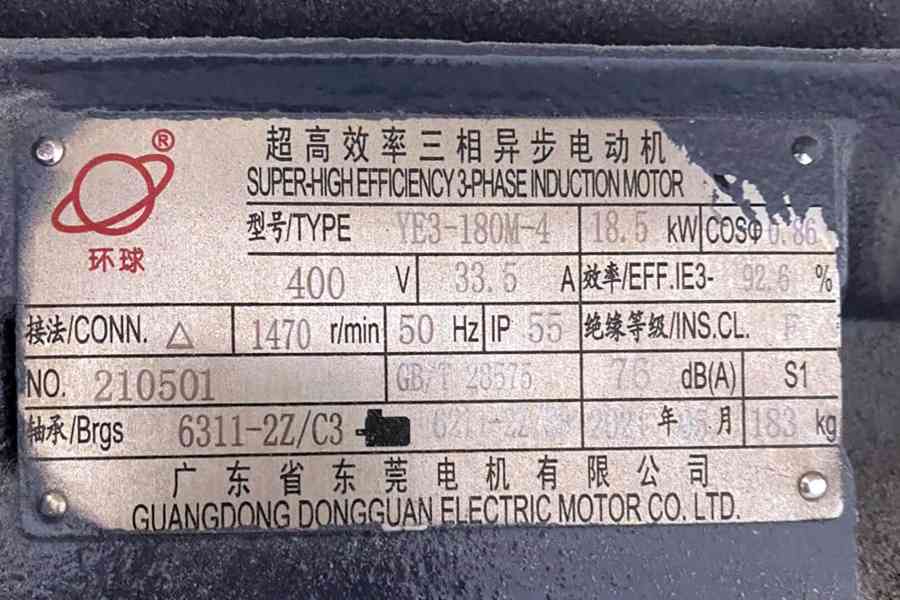 ®
环球
超高效率三相异步电动机
SUPER-HIGH EFFICIENCY 3-PHASE INDUCTION MOTOR
型号/TYPE YE3-180M-4 18.5 kW COSΦ 0.86
400 V 33.5 A 效率/EFF.IE3- 92.6 %
接法/CONN. △ 1470 r/min 50 Hz IP 55 绝缘等级/INS.CL. F
NO. 210501 GB/T 28575 76 dB(A) S1
轴承/Brgs 6311-2Z/C3 年 05 月 183 kg
广东省东莞电机有限公司
GUANGDONG DONGGUAN ELECTRIC MOTOR CO. LTD.